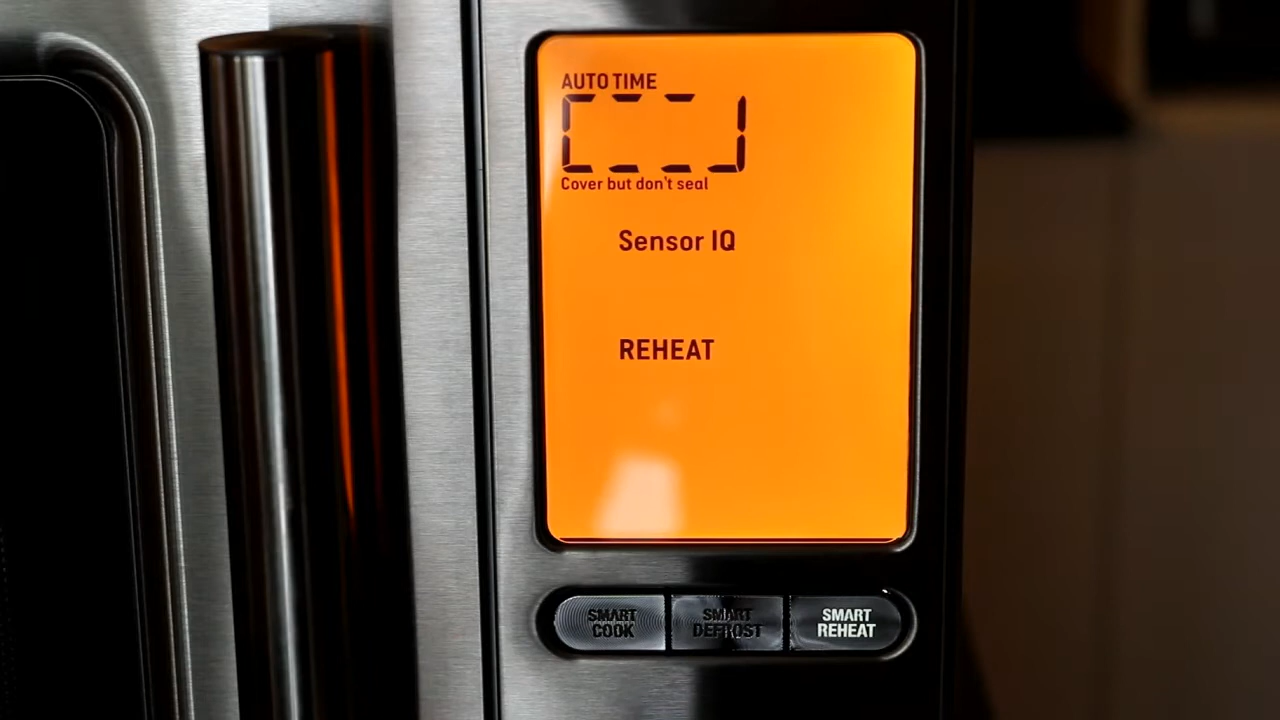 AUTO TIME
Cover but don't seal
Sensor IQ
REHEAT
SMART
COOK
SMART
DEFROST
SMART
REHEAT